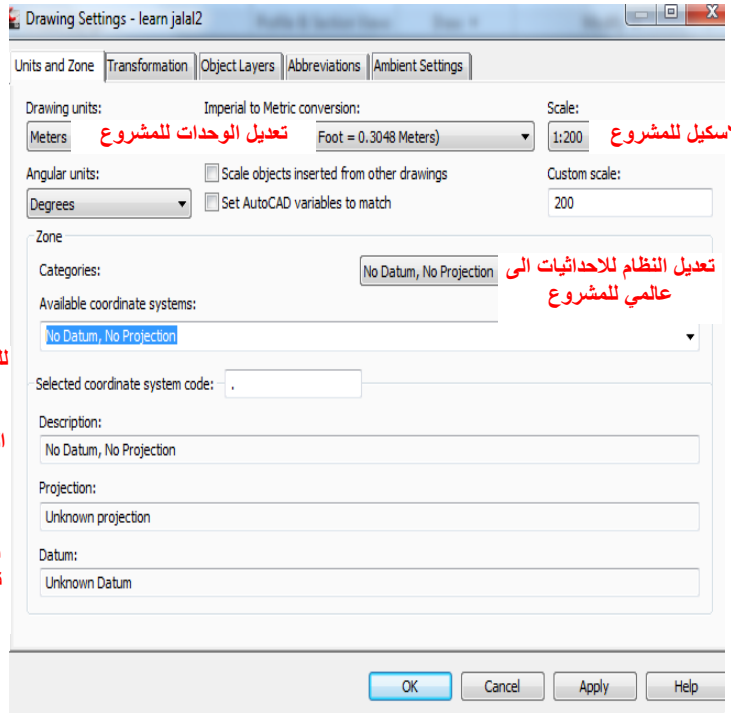 Drawing Settings - learn jalal2
Units and Zone Transformation Object Layers Abbreviations Ambient Settings
Drawing units: Imperial to Metric conversion: Scale:
Meters تعديل الوحدات للمشروع Foot = 0.3048 Meters) 1:200 سكيل للمشروع
Angular units: Scale objects inserted from other drawings Custom scale:
Degrees Set AutoCAD variables to match 200
Zone
Categories: No Datum, No Projection تعديل النظام للاحداثيات الى
عالمي للمشروع
Available coordinate systems:
No Datum, No Projection
Selected coordinate system code: .
Description:
No Datum, No Projection
Projection:
Unknown projection
Datum:
Unknown Datum
OK Cancel Apply Help